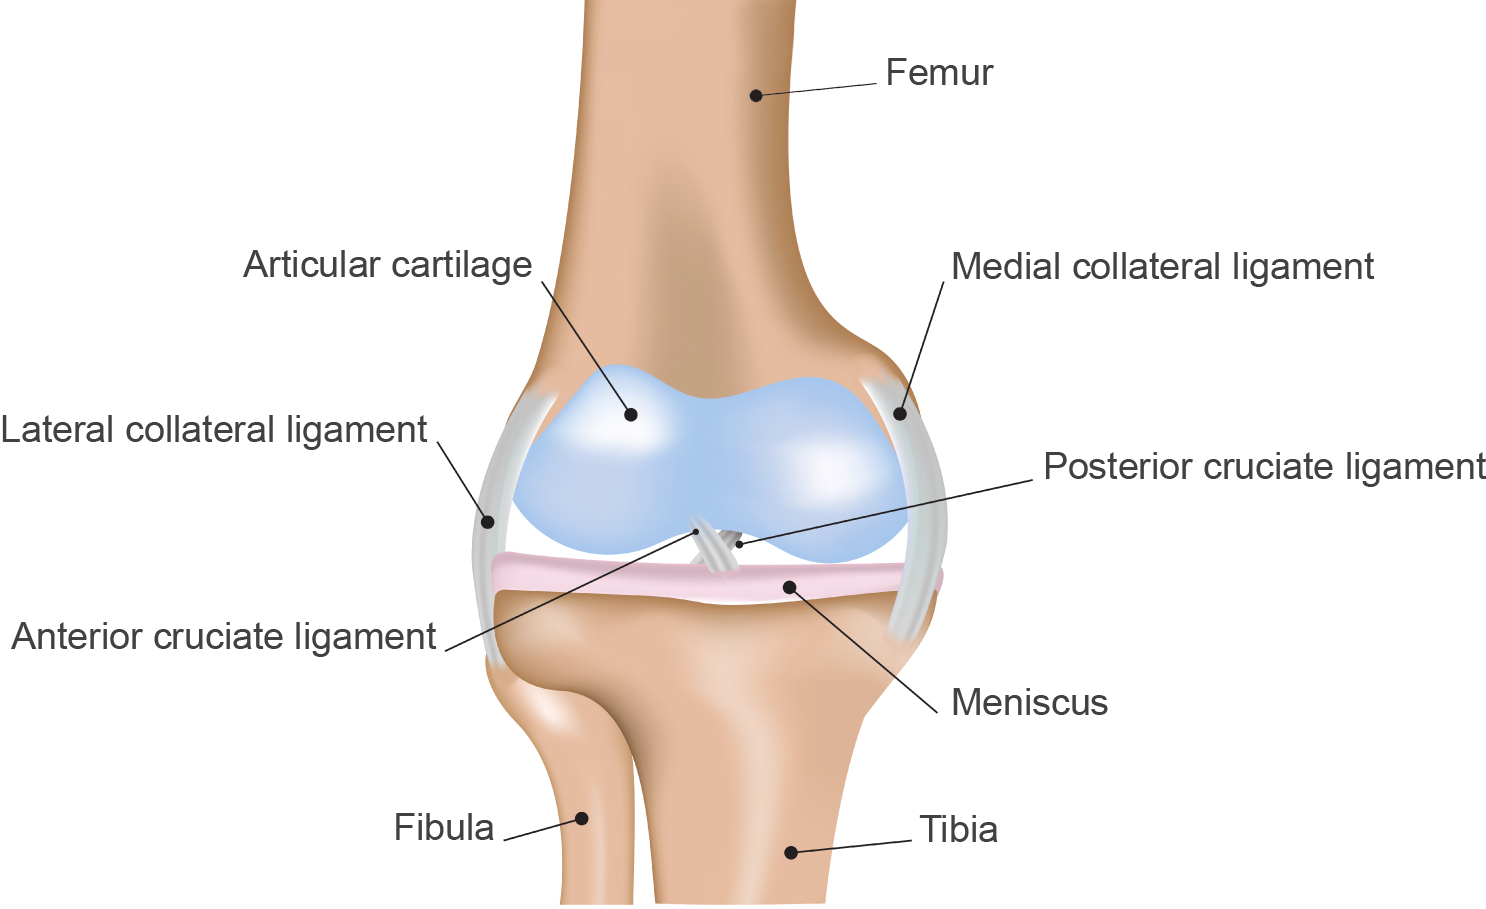 Femur
Articular cartilage
Medial collateral ligament
Lateral collateral ligament
Posterior cruciate ligament
Anterior cruciate ligament
Meniscus
Fibula
Tibia